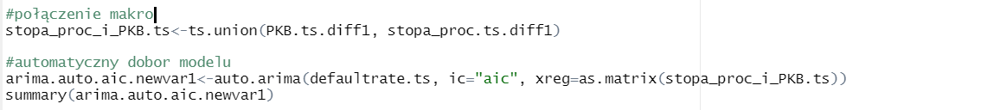 #połączenie makro
stopa_proc_i_PKB.ts<-ts.union(PKB.ts.diff1, stopa_proc.ts.diff1)
#automatyczny dobor modelu
arima.auto.aic.newvar1<-auto.arima(defaultrate.ts, ic="aic", xreg=as.matrix(stopa_proc_i_PKB.ts))
summary(arima.auto.aic.newvar1)